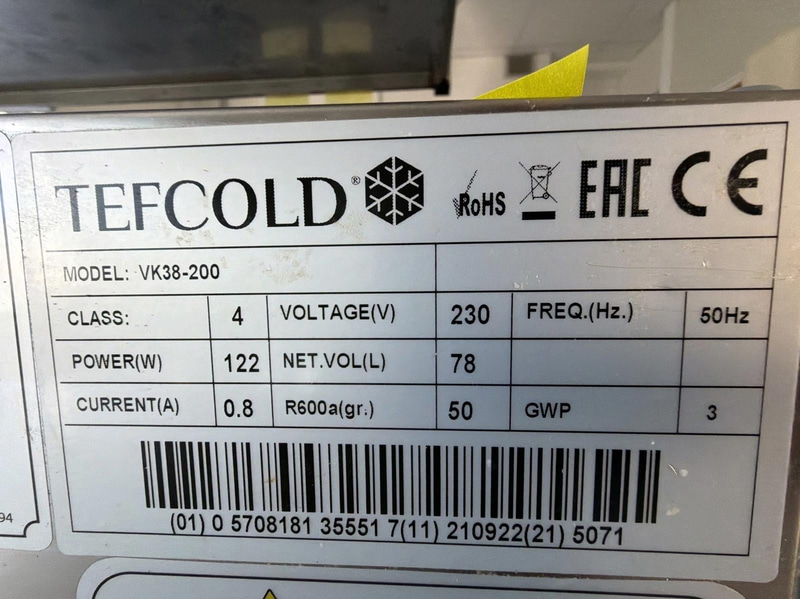 TEFCOLD® RoHS EAC CE
MODEL: VK38-200
CLASS: 4 VOLTAGE(V) 230 FREQ.(Hz.) 50Hz
POWER(W) 122 NET.VOL(L) 78
CURRENT(A) 0.8 R600a(gr.) 50 GWP 3
(01) 0 5708181 35551 7(11) 210922(21) 5071
94